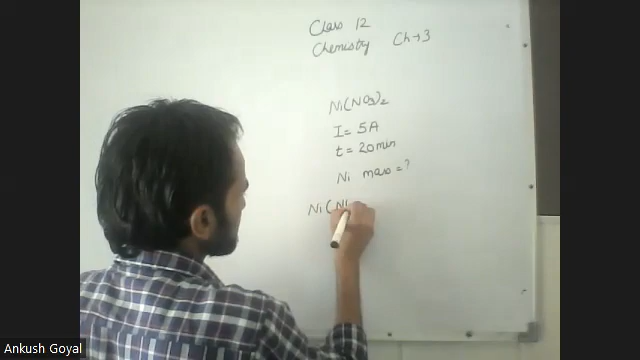 Class 12
Chemistry Ch→3
Ni(NO3)2
I = 5A
t = 20min
Ni mass = ?
Ni(N
Ankush Goyal